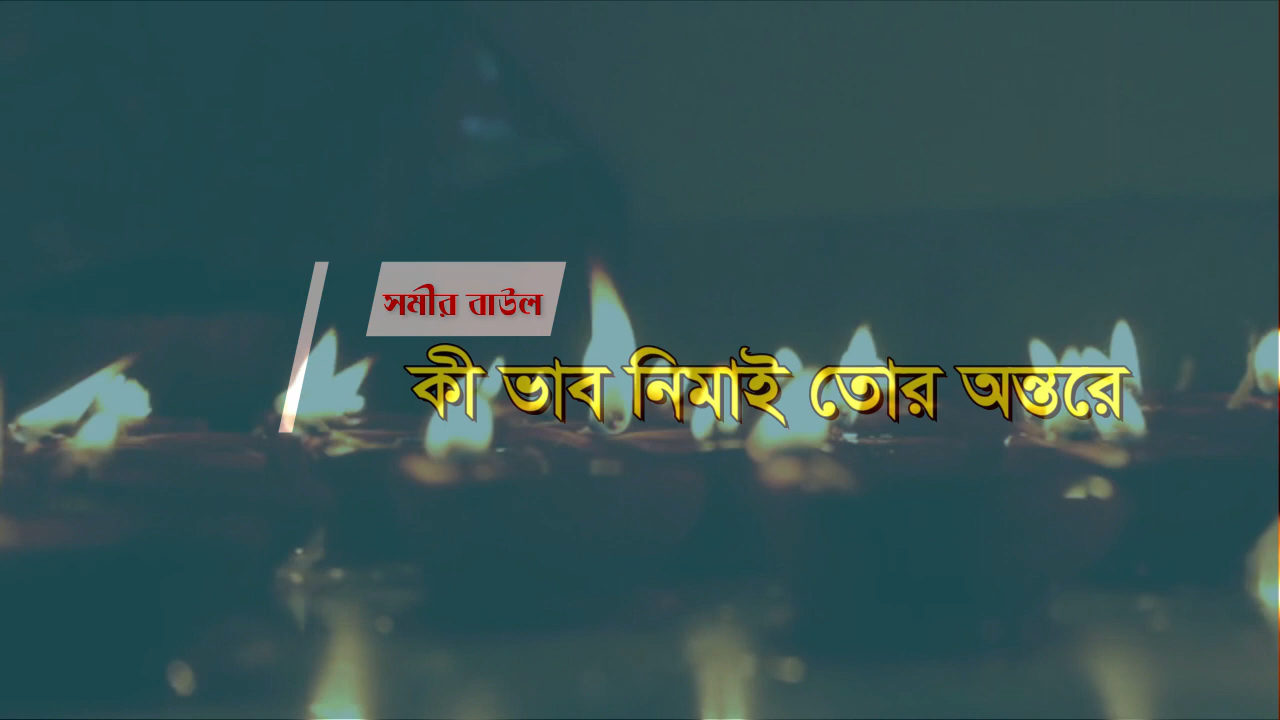 সমীর বাউল
কী ভাব নিমাই তোর অন্তরে